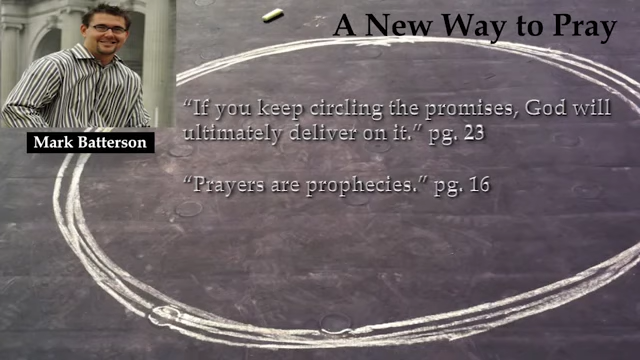 A New Way to Pray
“If you keep circling the promises, God will
ultimately deliver on it.” pg. 23
Mark Batterson
“Prayers are prophecies.” pg. 16